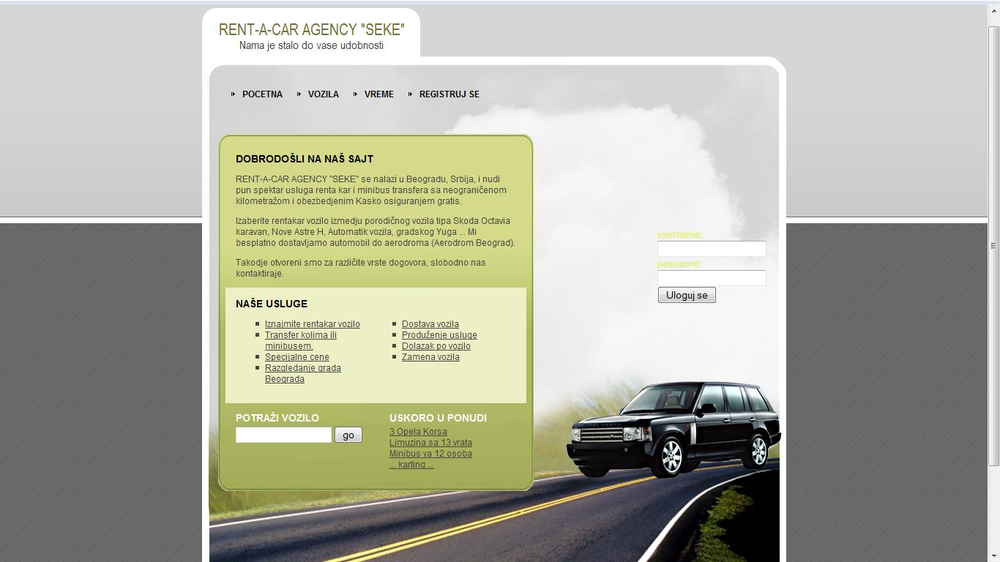 RENT-A-CAR AGENCY "SEKE"
Nama je stalo do vase udobnosti
POCETNA VOZILA VREME REGISTRUJ SE
DOBRODOŠLI NA NAŠ SAJT
RENT-A-CAR AGENCY "SEKE" se nalazi u Beogradu, Srbija, i nudi
pun spektar usluga renta kar i minibus transfera sa neograničenom
kilometražom i obezbedjenim Kasko osiguranjem gratis.
Izaberite rentakar vozilo izmedju porodičnog vozila tipa Skoda Octavia
karavan, Nove Astre H, Automatik vozila, gradskog Yuga ... Mi
besplatno dostavljamo automobil do aerodroma (Aerodrom Beograd).
Takodje otvoreni smo za različite vrste dogovora, slobodno nas
kontaktiraje.
NAŠE USLUGE
Iznajmite rentakar vozilo
Transfer kolima ili
minibusem.
Specijalne cene
Razgledanje grada
Beograda
Dostava vozila
Produženje usluge
Dolazak po vozilo
Zamena vozila
POTRAŽI VOZILO
go
USKORO U PONUDI
3 Opela Korsa
Limuzina sa 13 vrata
Minibus ya 12 osoba
... karting ...
username:
password:
Uloguj se